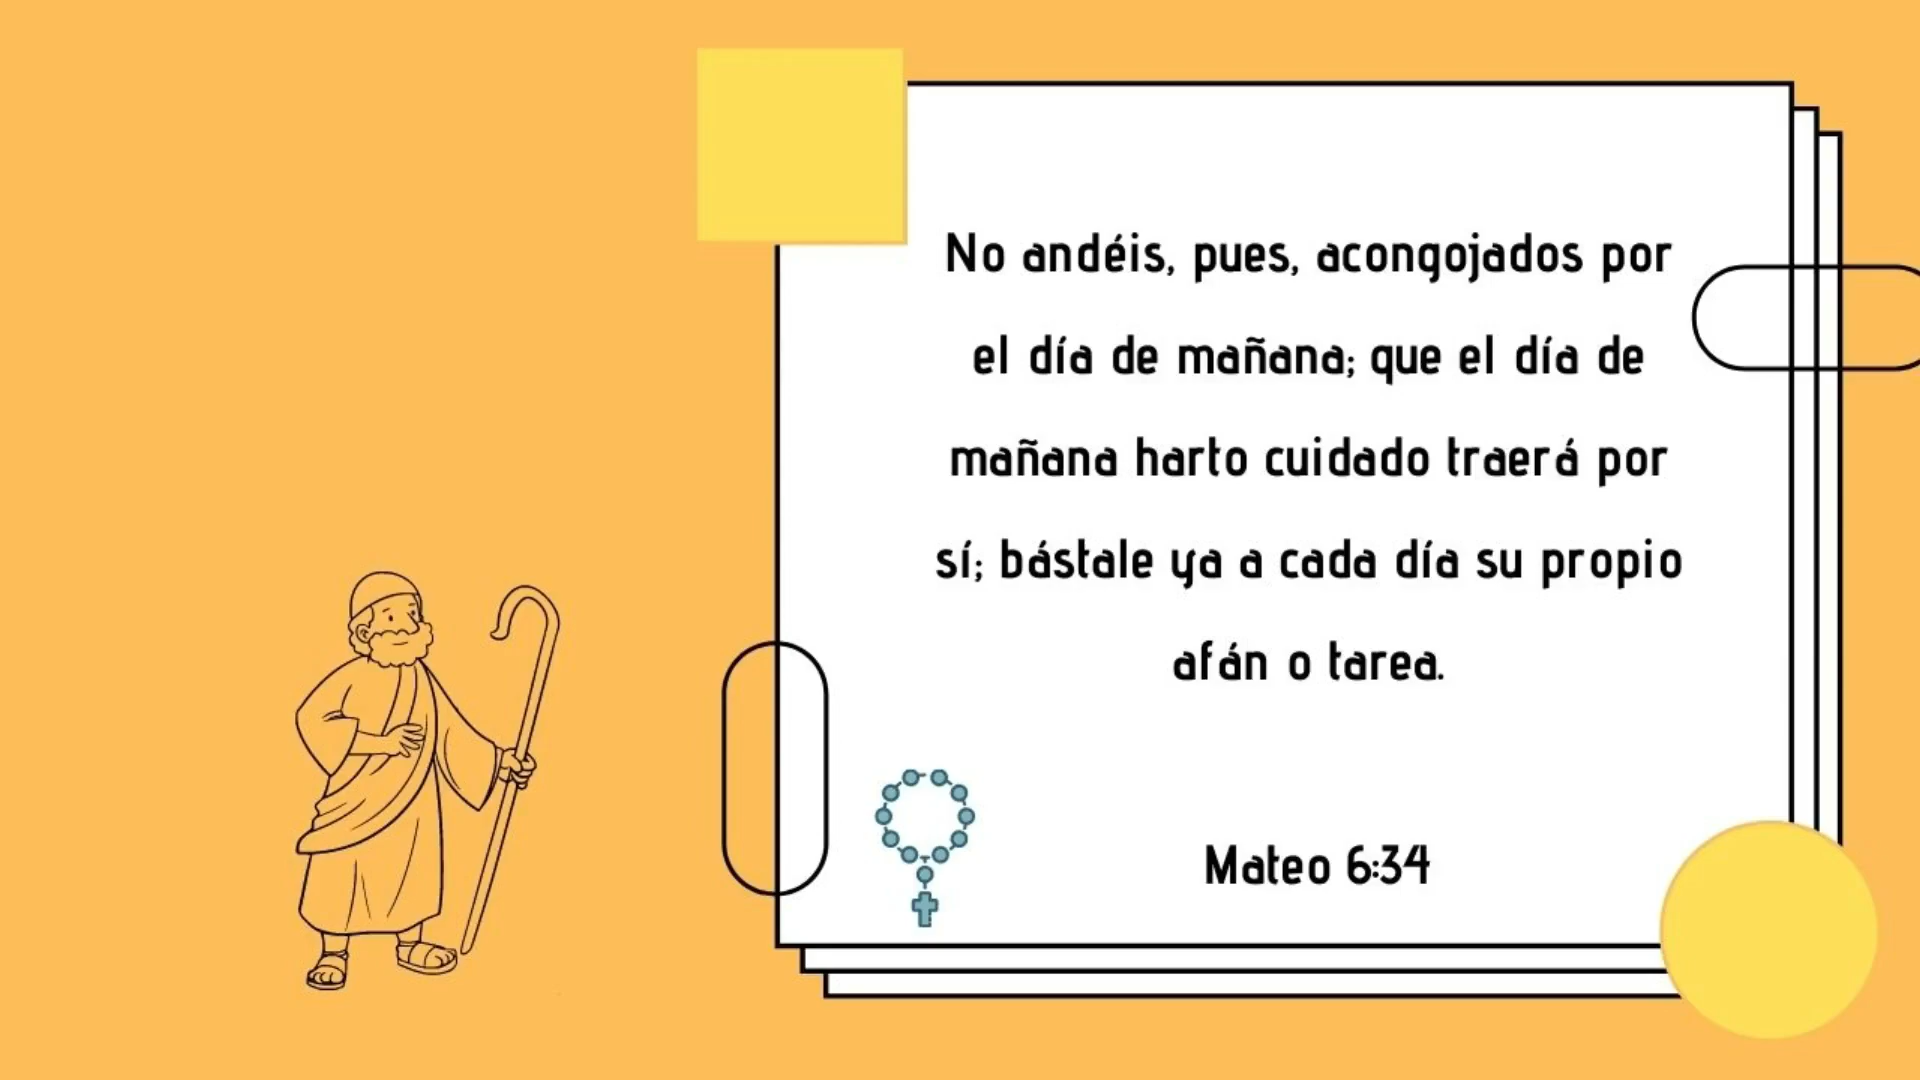 No andéis, pues, acongojados por
el día de mañana; que el día de
mañana harto cuidado traerá por
sí; bástale ya a cada día su propio
afán o tarea.
Mateo 6:34